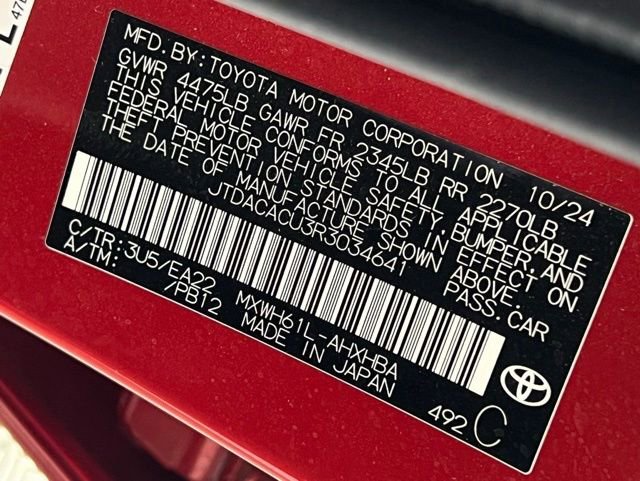 MFD. BY: TOYOTA MOTOR CORPORATION 10/24
GVWR 4475LB GAWR FR 2345LB RR 2270LB
THIS VEHICLE CONFORMS TO ALL APPLICABLE
FEDERAL MOTOR VEHICLE SAFETY, BUMPER, AND
THEFT PREVENTION STANDARDS IN EFFECT ON
THE DATE OF MANUFACTURE SHOWN ABOVE.
JTDACACU3R3034641 PASS. CAR
C/TR: 3U5/EA22 MXWH61L-AHXHBA
A/TM: /PB12 MADE IN JAPAN 492 C